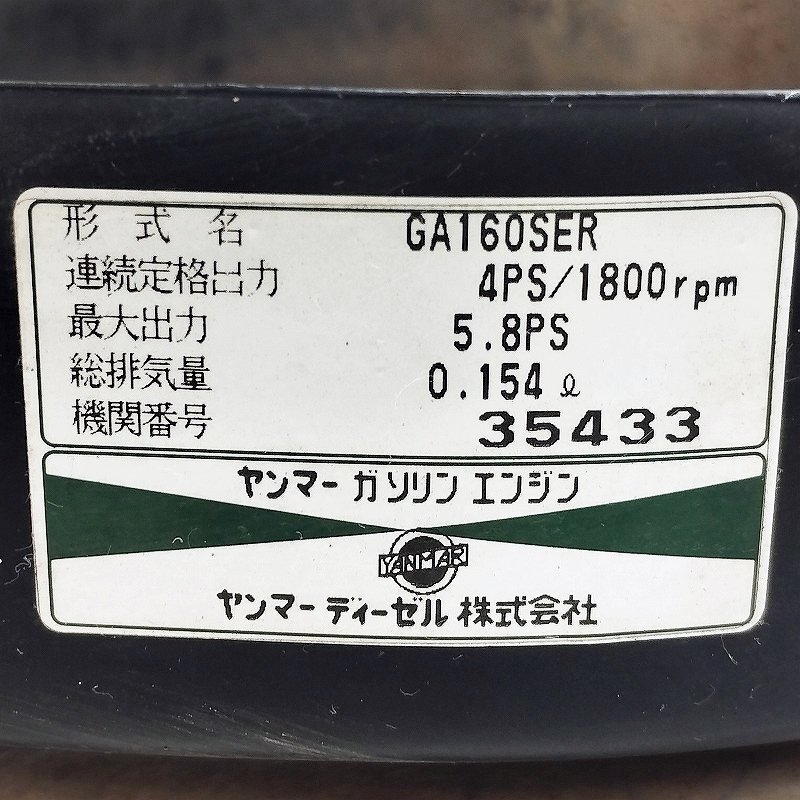 形式名 GA160SER
連続定格出力 4PS/1800rpm
最大出力 5.8PS
総排気量 0.154ℓ
機関番号 35433
ヤンマーガソリンエンジン
YANMAR
ヤンマーディーゼル株式会社